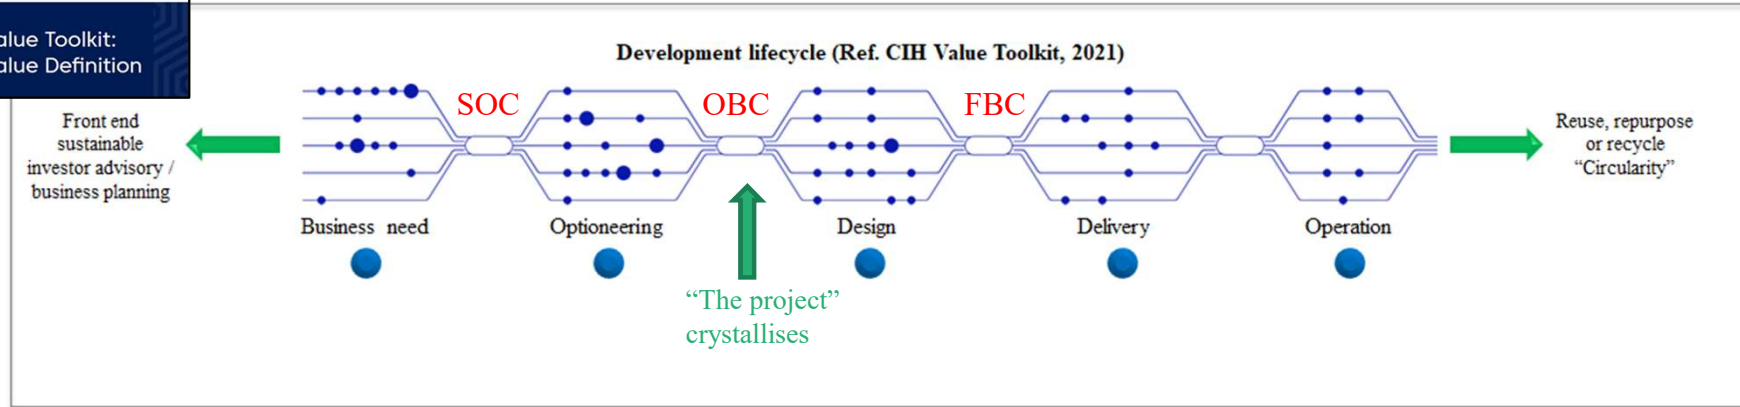 alue Toolkit:
alue Definition
Development lifecycle (Ref. CIH Value Toolkit, 2021)
SOC
OBC
FBC
Front end
sustainable
investor advisory /
business planning
Reuse, repurpose
or recycle
“Circularity”
Business need
Optioneering
Design
Delivery
Operation
“The project”
crystallises